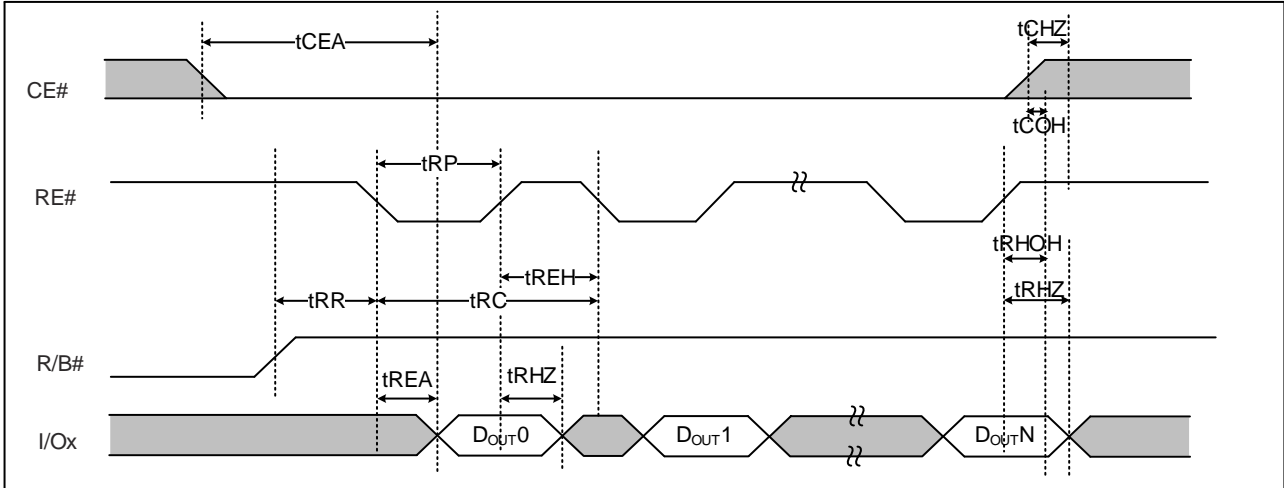 tCEA
tCHZ
CE#
tCOH
tRP
RE#
tRHOH
tREH
tRR
tRC
tRHZ
R/B#
tREA
tRHZ
I/Ox
DOUT0
DOUT1
DOUTN